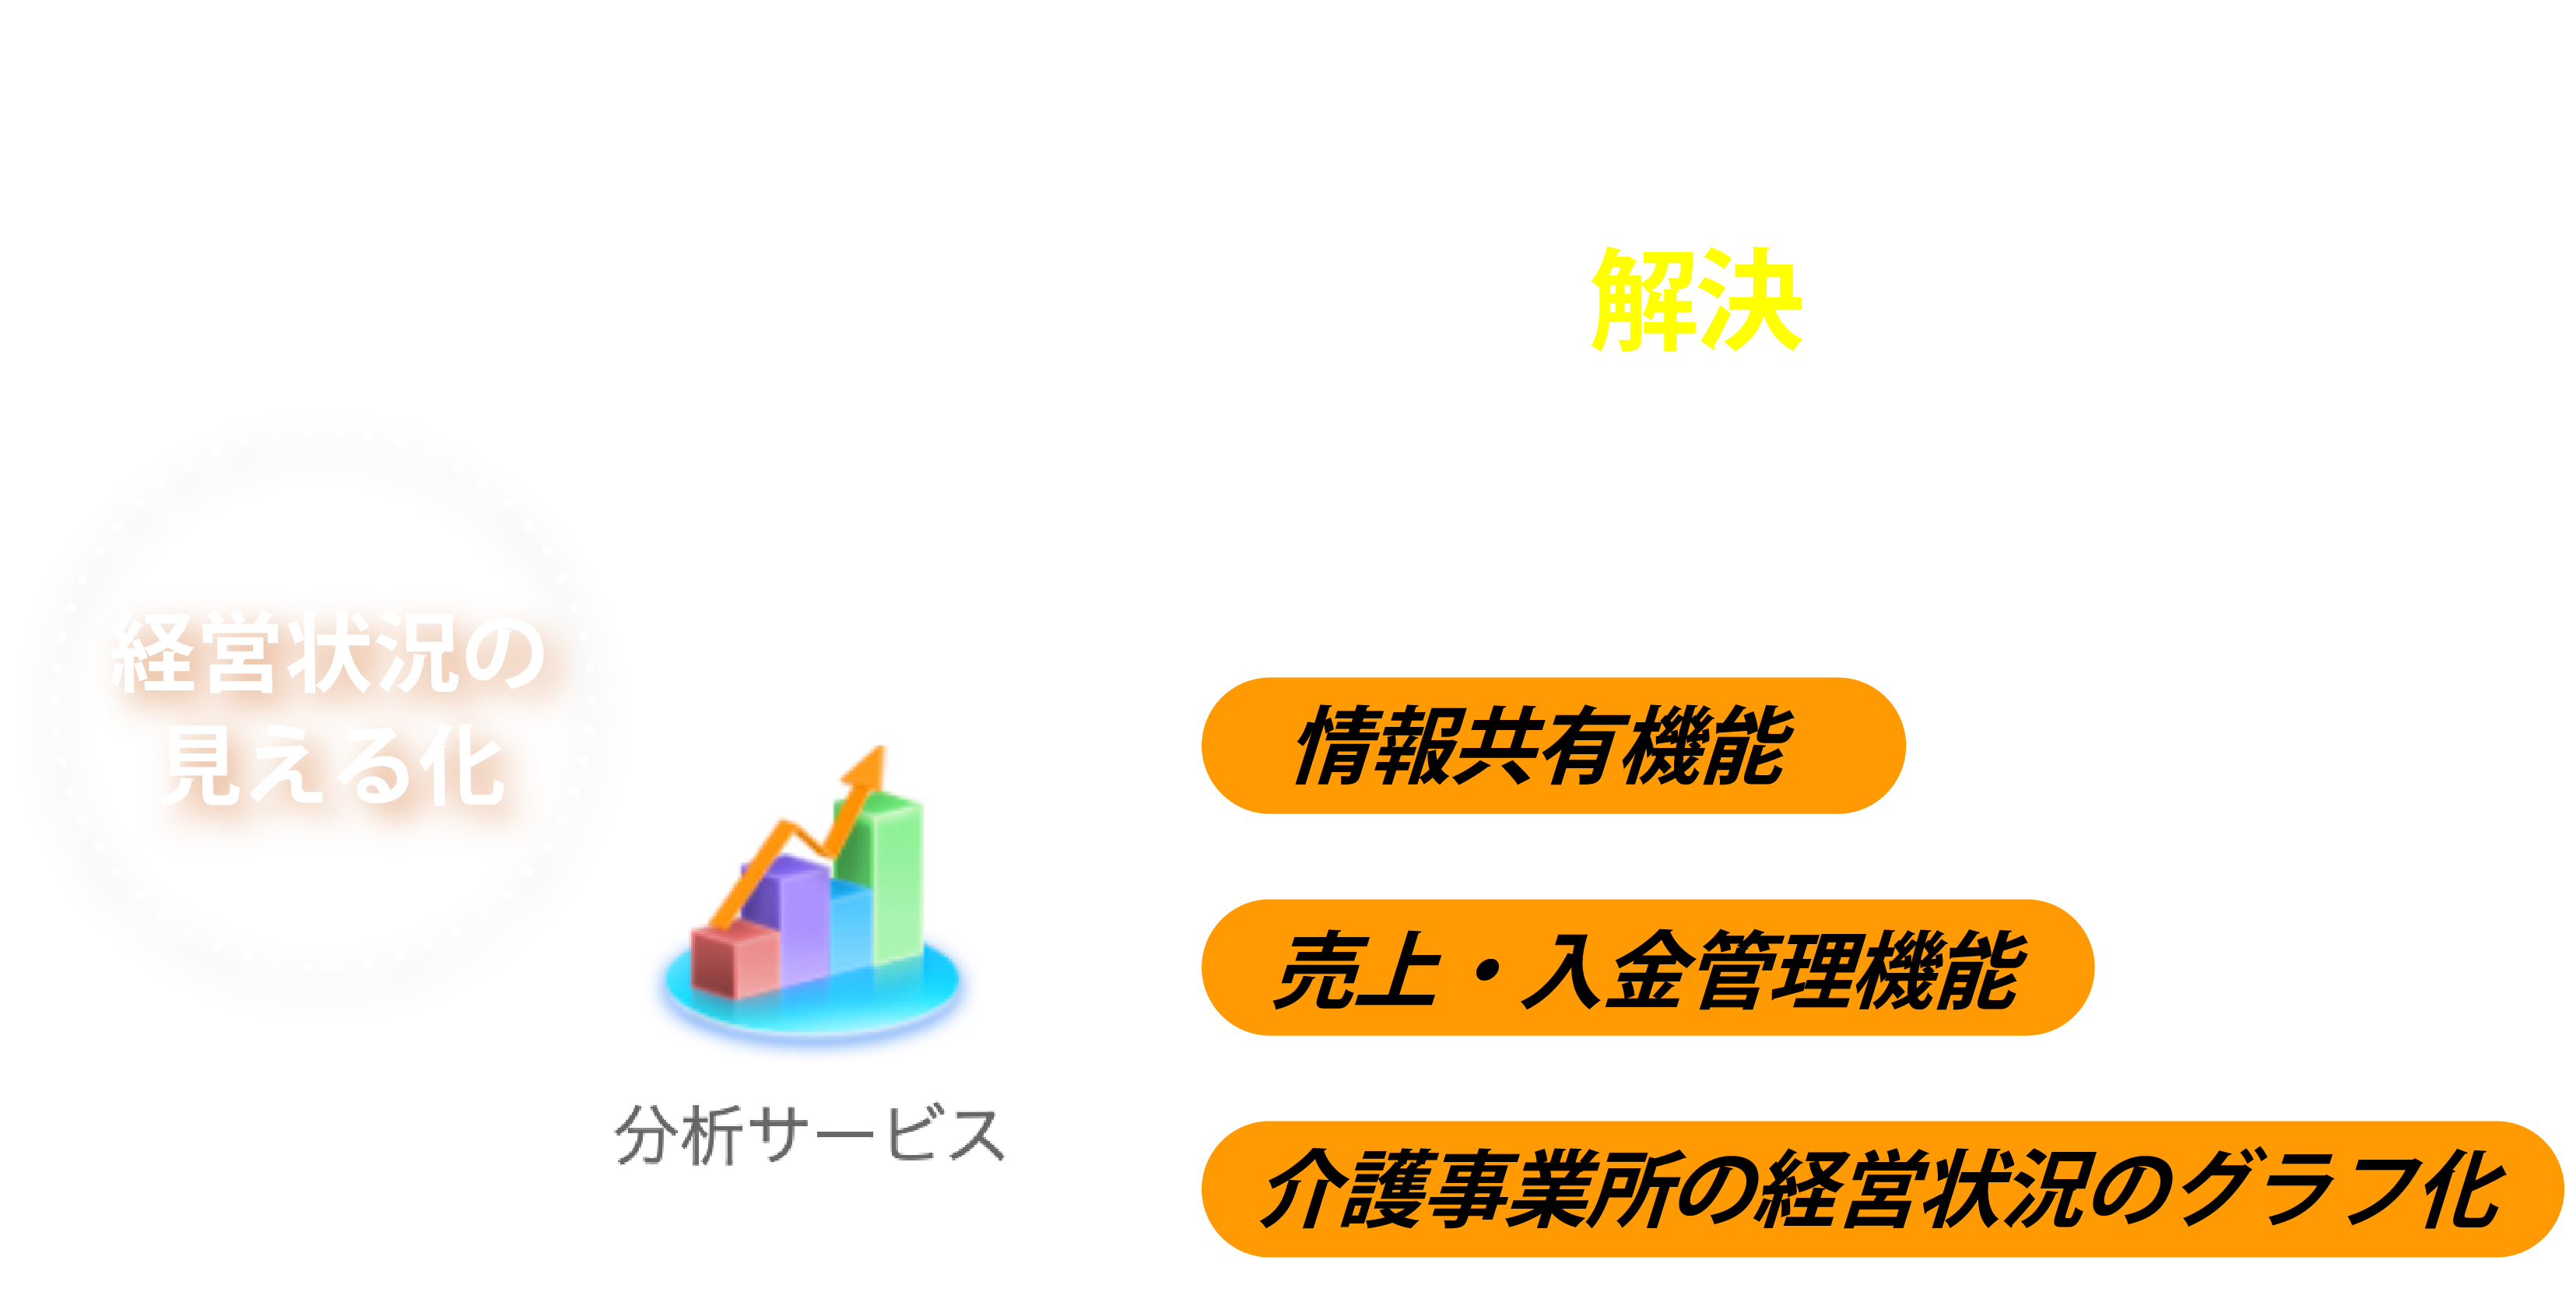 解決
経営状況の
見える化
情報共有機能
売上・入金管理機能
分析サービス
介護事業所の経営状況のグラフ化